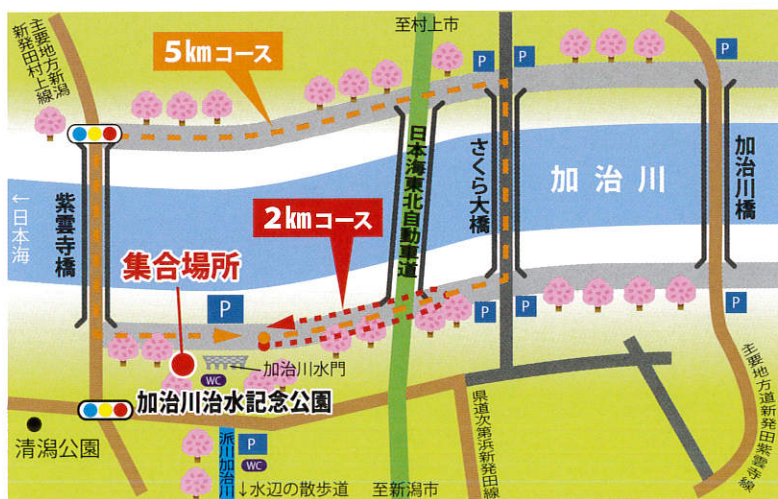 主要地方新潟
新発田村上線
5kmコース
至村上市
P
P
P
P
日本海東北自動車道
さくら大橋
加治川
加治川橋
←日本海
紫雲寺橋
2kmコース
集合場所
P
P
P
P
加治川水門
WC
加治川治水記念公園
清潟公園
派川加治川
P
WC
↓水辺の散歩道
至新潟市
県道次第浜新発田線
主要地方道新発田紫雲寺線